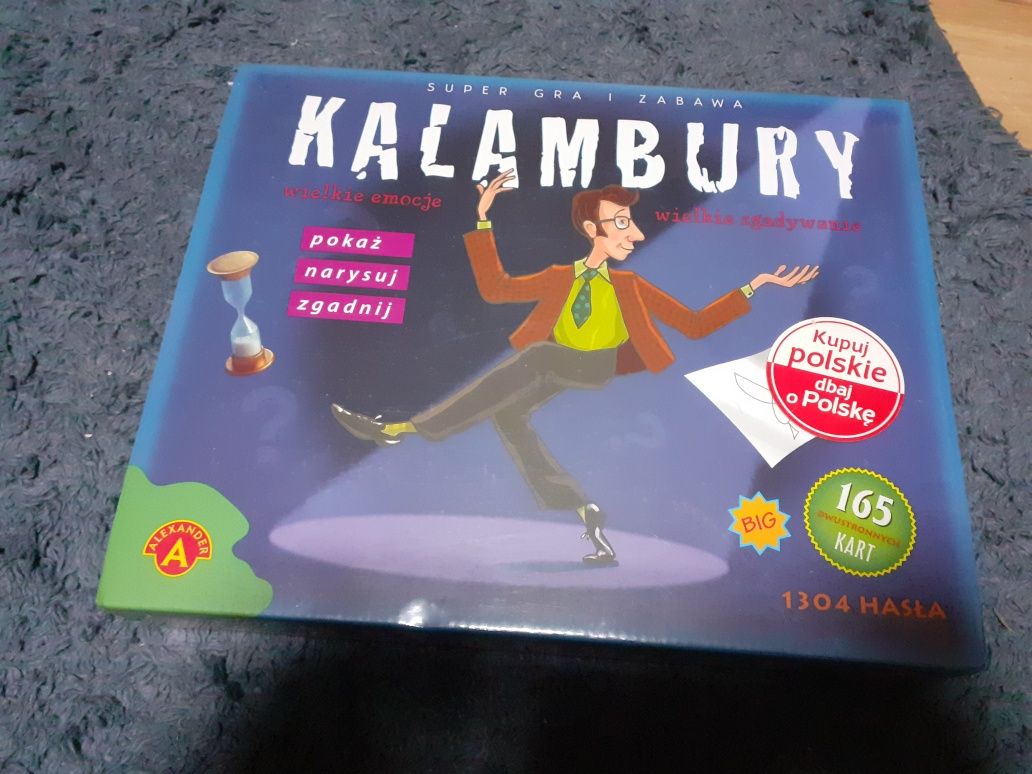 SUPER GRA I ZABAWA
KALAMBURY
wielkie emocje
wielkie zgadywanie
pokaż
narysuj
zgadnij
Kupuj
polskie
dbaj
o Polskę
BIG
165
DWUSTRONNYCH
KART
ALEXANDER
A
1304 HASŁA